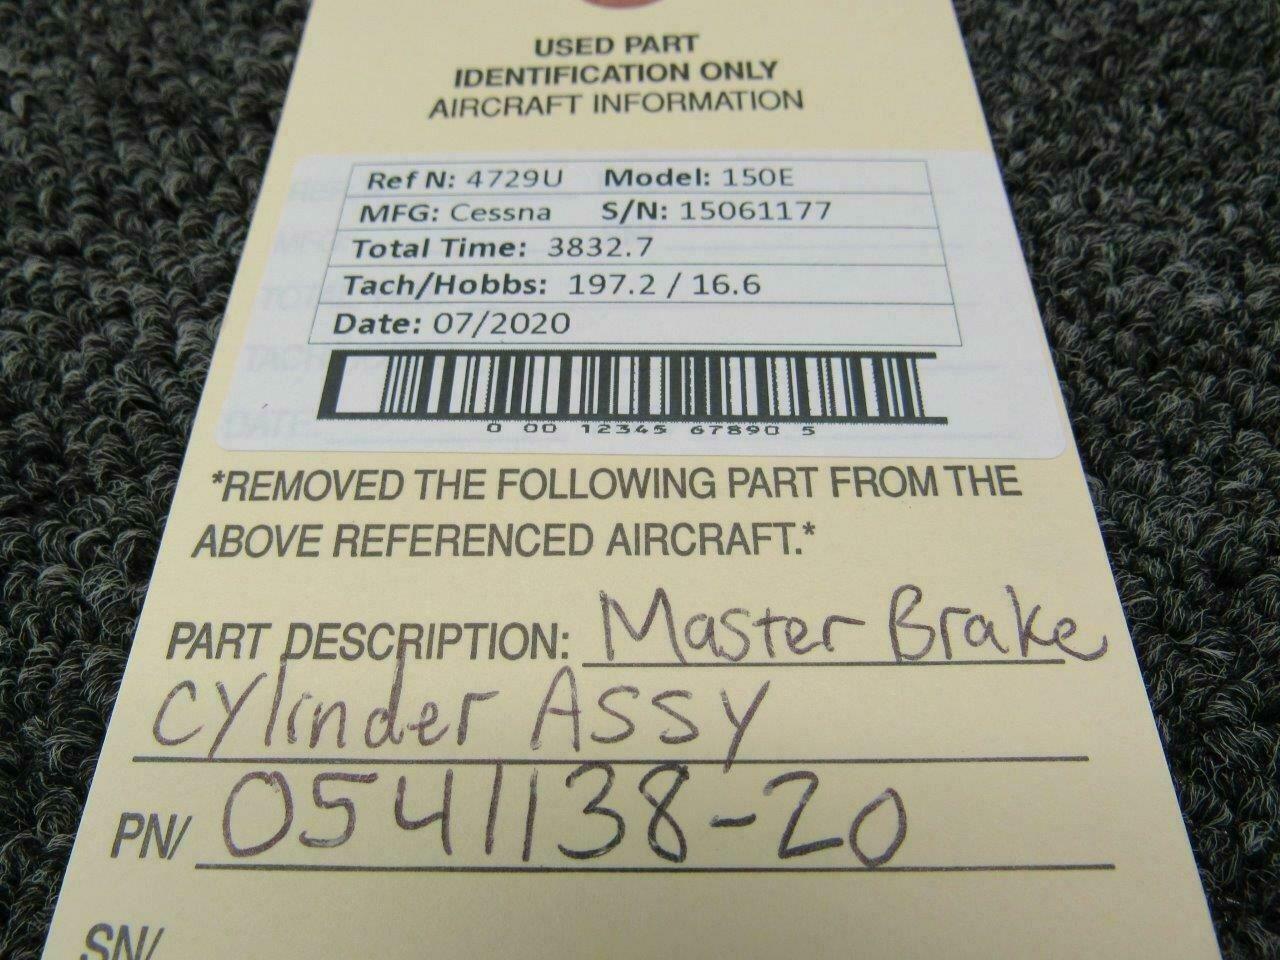 USED PART
IDENTIFICATION ONLY
AIRCRAFT INFORMATION
Ref N: 4729U Model: 150E
MFG: Cessna S/N: 15061177
Total Time: 3832.7
Tach/Hobbs: 197.2 / 16.6
Date: 07/2020
0 00 12345 67890 5
*REMOVED THE FOLLOWING PART FROM THE
ABOVE REFERENCED AIRCRAFT.*
PART DESCRIPTION: Master Brake
Cylinder Assy
PN/ 0541138-20
SN/